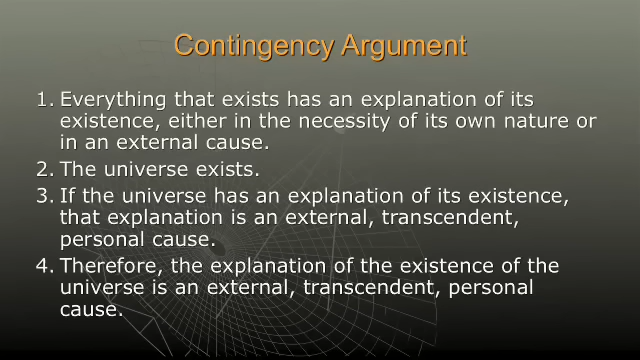 Contingency Argument
1. Everything that exists has an explanation of its
existence, either in the necessity of its own nature or
in an external cause.
2. The universe exists.
3. If the universe has an explanation of its existence,
that explanation is an external, transcendent,
personal cause.
4. Therefore, the explanation of the existence of the
universe is an external, transcendent, personal
cause.